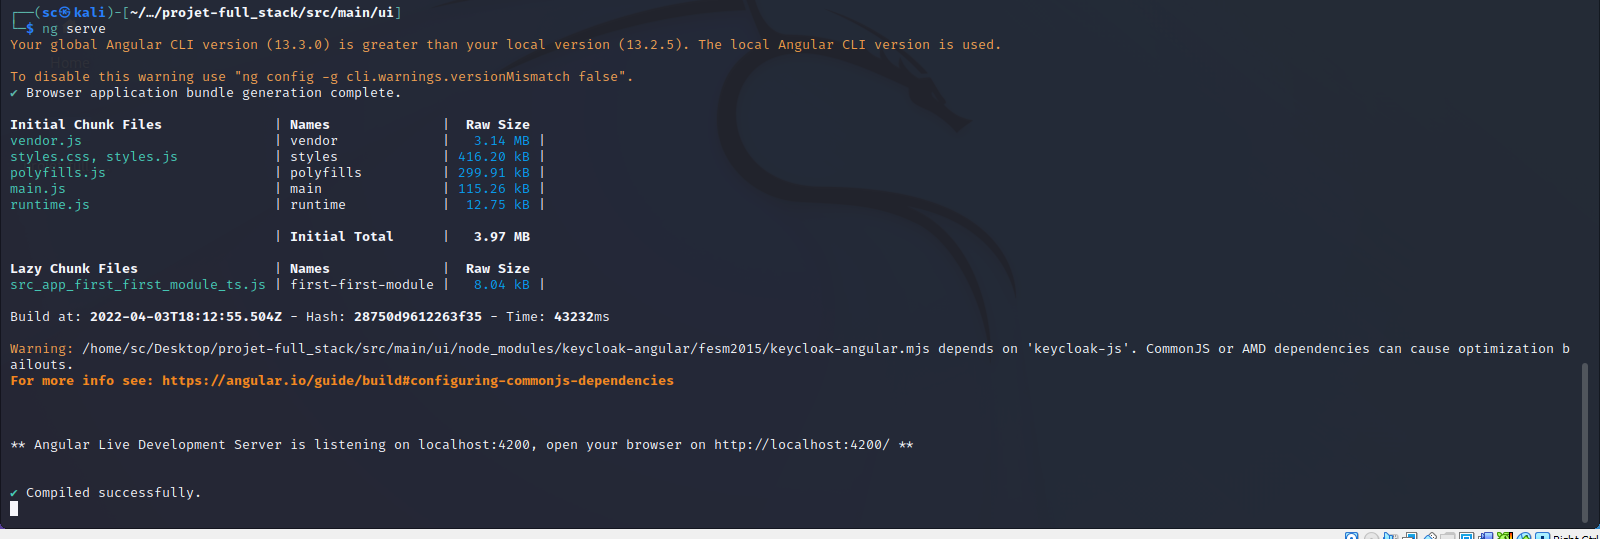 ┌──(sc㉿kali)-[~/…/projet-full_stack/src/main/ui]
└─$ ng serve
Your global Angular CLI version (13.3.0) is greater than your local version (13.2.5). The local Angular CLI version is used.
Home
To disable this warning use "ng config -g cli.warnings.versionMismatch false".
✔ Browser application bundle generation complete.
Initial Chunk Files | Names | Raw Size
vendor.js | vendor | 3.14 MB |
styles.css, styles.js | styles | 416.20 kB |
polyfills.js | polyfills | 299.91 kB |
main.js | main | 115.26 kB |
runtime.js | runtime | 12.75 kB |
| Initial Total | 3.97 MB
Lazy Chunk Files | Names | Raw Size
src_app_first_first_module_ts.js | first-first-module | 8.04 kB |
Build at: 2022-04-03T18:12:55.504Z - Hash: 28750d9612263f35 - Time: 43232ms
Warning: /home/sc/Desktop/projet-full_stack/src/main/ui/node_modules/keycloak-angular/fesm2015/keycloak-angular.mjs depends on 'keycloak-js'. CommonJS or AMD dependencies can cause optimization b
ailouts.
For more info see: https://angular.io/guide/build#configuring-commonjs-dependencies
** Angular Live Development Server is listening on localhost:4200, open your browser on http://localhost:4200/ **
✔ Compiled successfully.
Right Ctrl